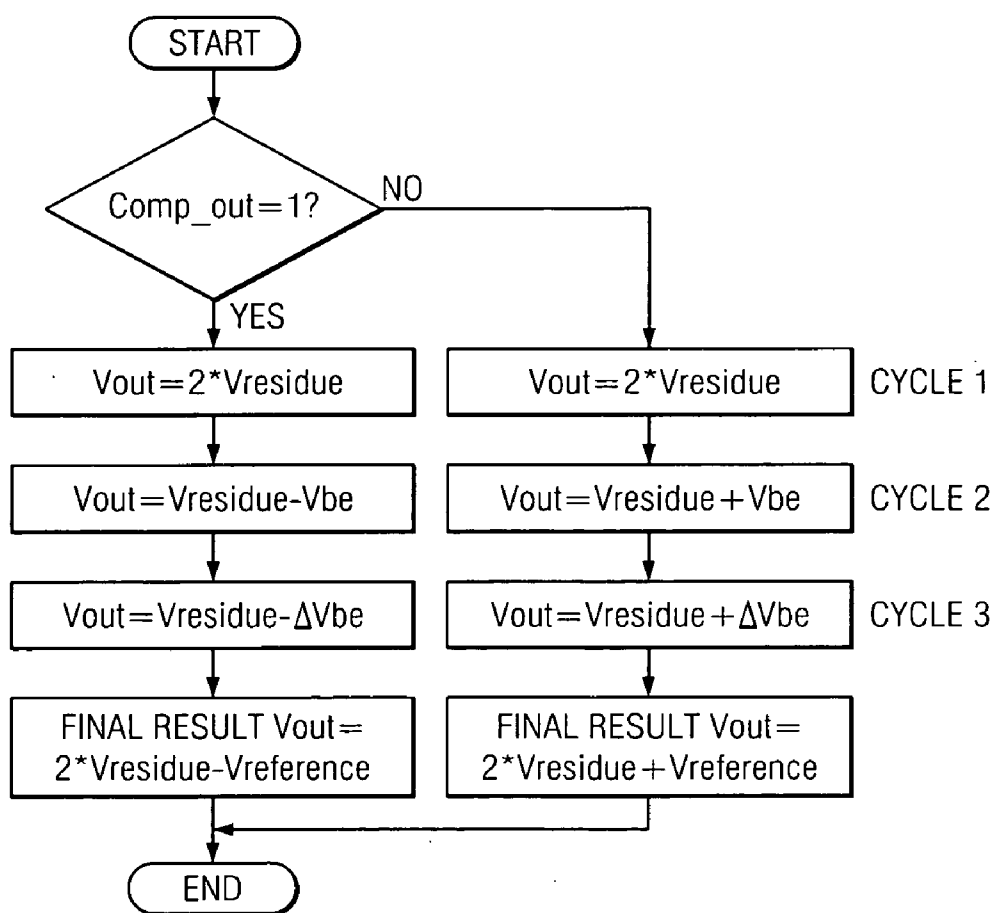 START
Comp_out=1?
NO
YES
Vout=2*Vresidue
Vout=2*Vresidue
CYCLE 1
Vout=Vresidue-Vbe
Vout=Vresidue+Vbe
CYCLE 2
Vout=Vresidue-ΔVbe
Vout=Vresidue+ΔVbe
CYCLE 3
FINAL RESULT Vout=
2*Vresidue-Vreference
FINAL RESULT Vout=
2*Vresidue+Vreference
END